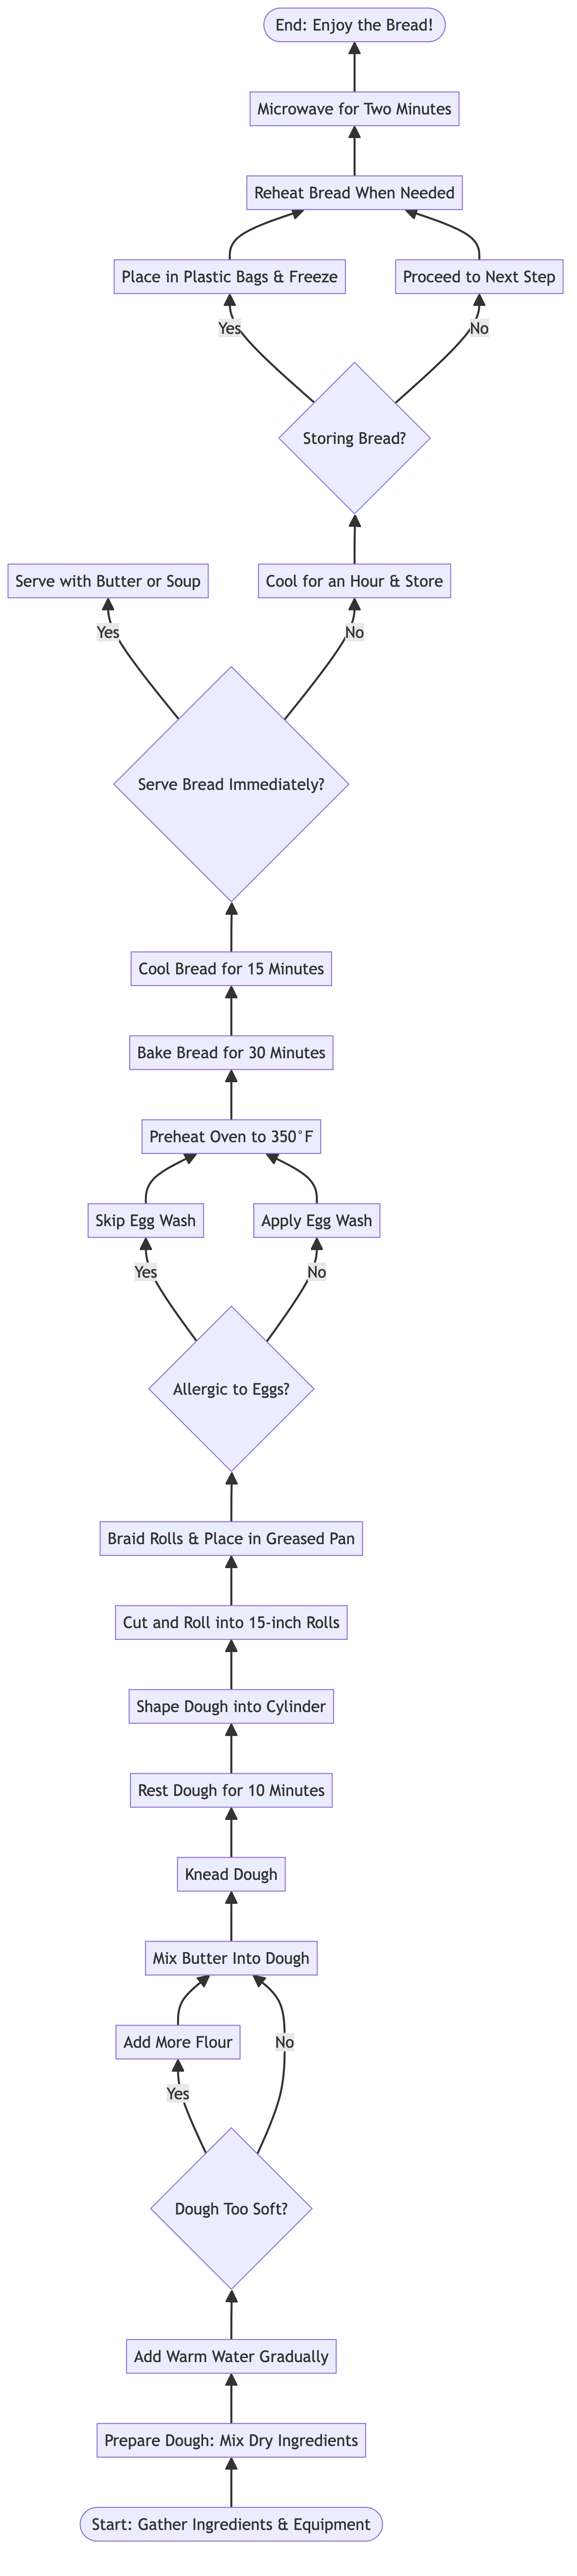 End: Enjoy the Bread!
Microwave for Two Minutes
Reheat Bread When Needed
Place in Plastic Bags & Freeze
Proceed to Next Step
Yes
No
Storing Bread?
Serve with Butter or Soup
Cool for an Hour & Store
Yes
No
Serve Bread Immediately?
Cool Bread for 15 Minutes
Bake Bread for 30 Minutes
Preheat Oven to 350°F
Skip Egg Wash
Apply Egg Wash
Yes
No
Allergic to Eggs?
Braid Rolls & Place in Greased Pan
Cut and Roll into 15-inch Rolls
Shape Dough into Cylinder
Rest Dough for 10 Minutes
Knead Dough
Mix Butter Into Dough
Add More Flour
No
Yes
Dough Too Soft?
Add Warm Water Gradually
Prepare Dough: Mix Dry Ingredients
Start: Gather Ingredients & Equipment